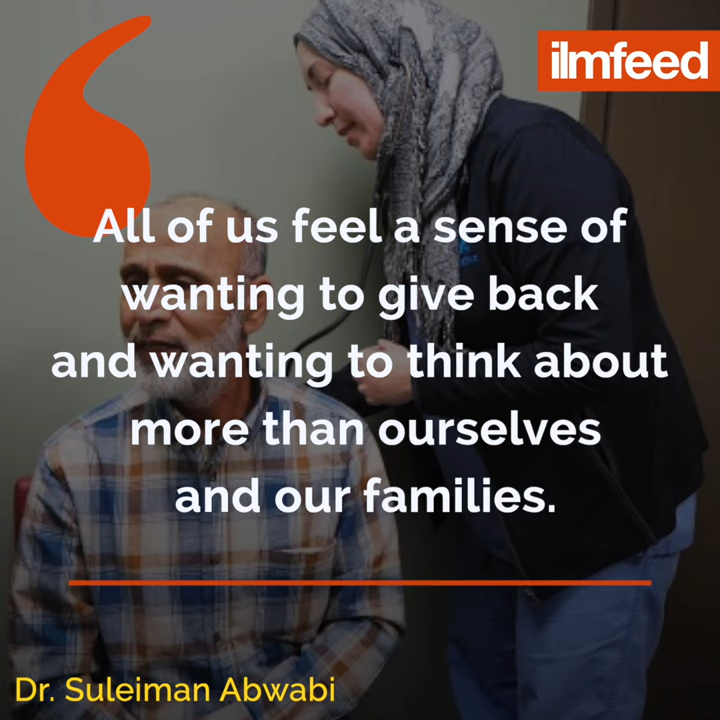 ilmfeed
All of us feel a sense of
wanting to give back
and wanting to think about
more than ourselves
and our families.
Dr. Suleiman Abwabi